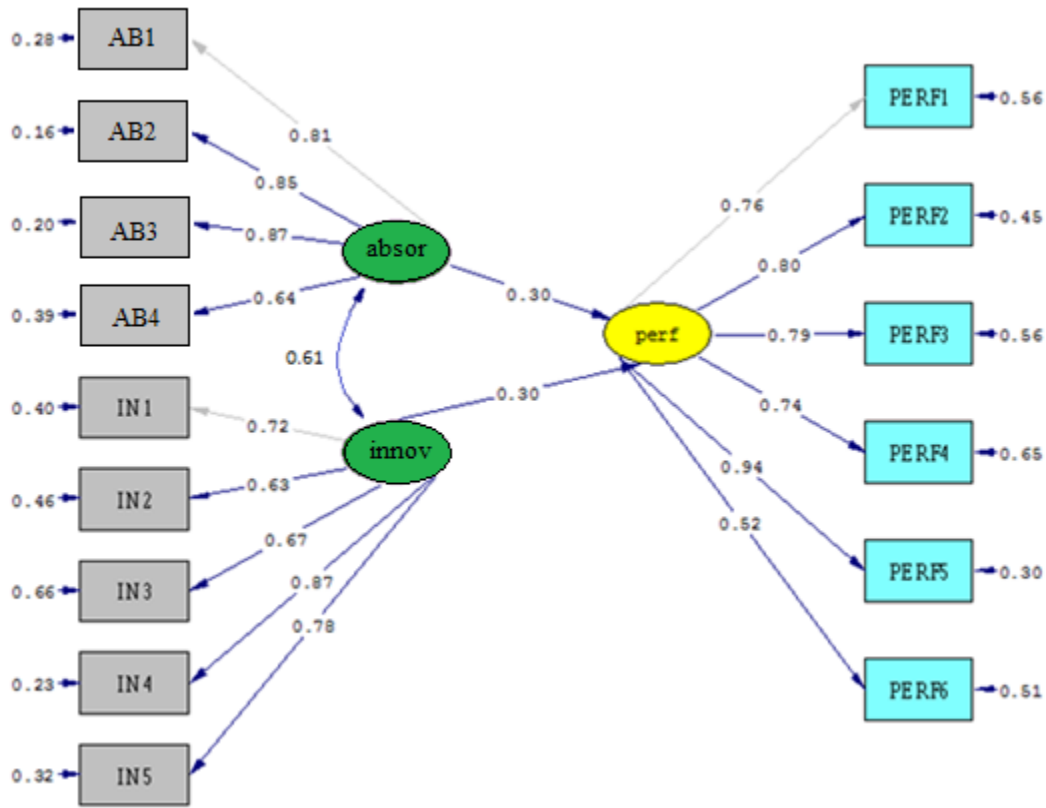 0.28 AB1
0.16 AB2
0.20 AB3
0.39 AB4
0.40 IN1
0.46 IN2
0.66 IN3
0.23 IN4
0.32 IN5
0.81
0.85
0.87
0.64
absor
0.61
0.72
innov
0.63
0.67
0.87
0.78
0.30
0.30
perf
0.76
0.80
0.79
0.74
0.94
0.52
PERF1 0.56
PERF2 0.45
PERF3 0.56
PERF4 0.65
PERF5 0.30
PERF6 0.51